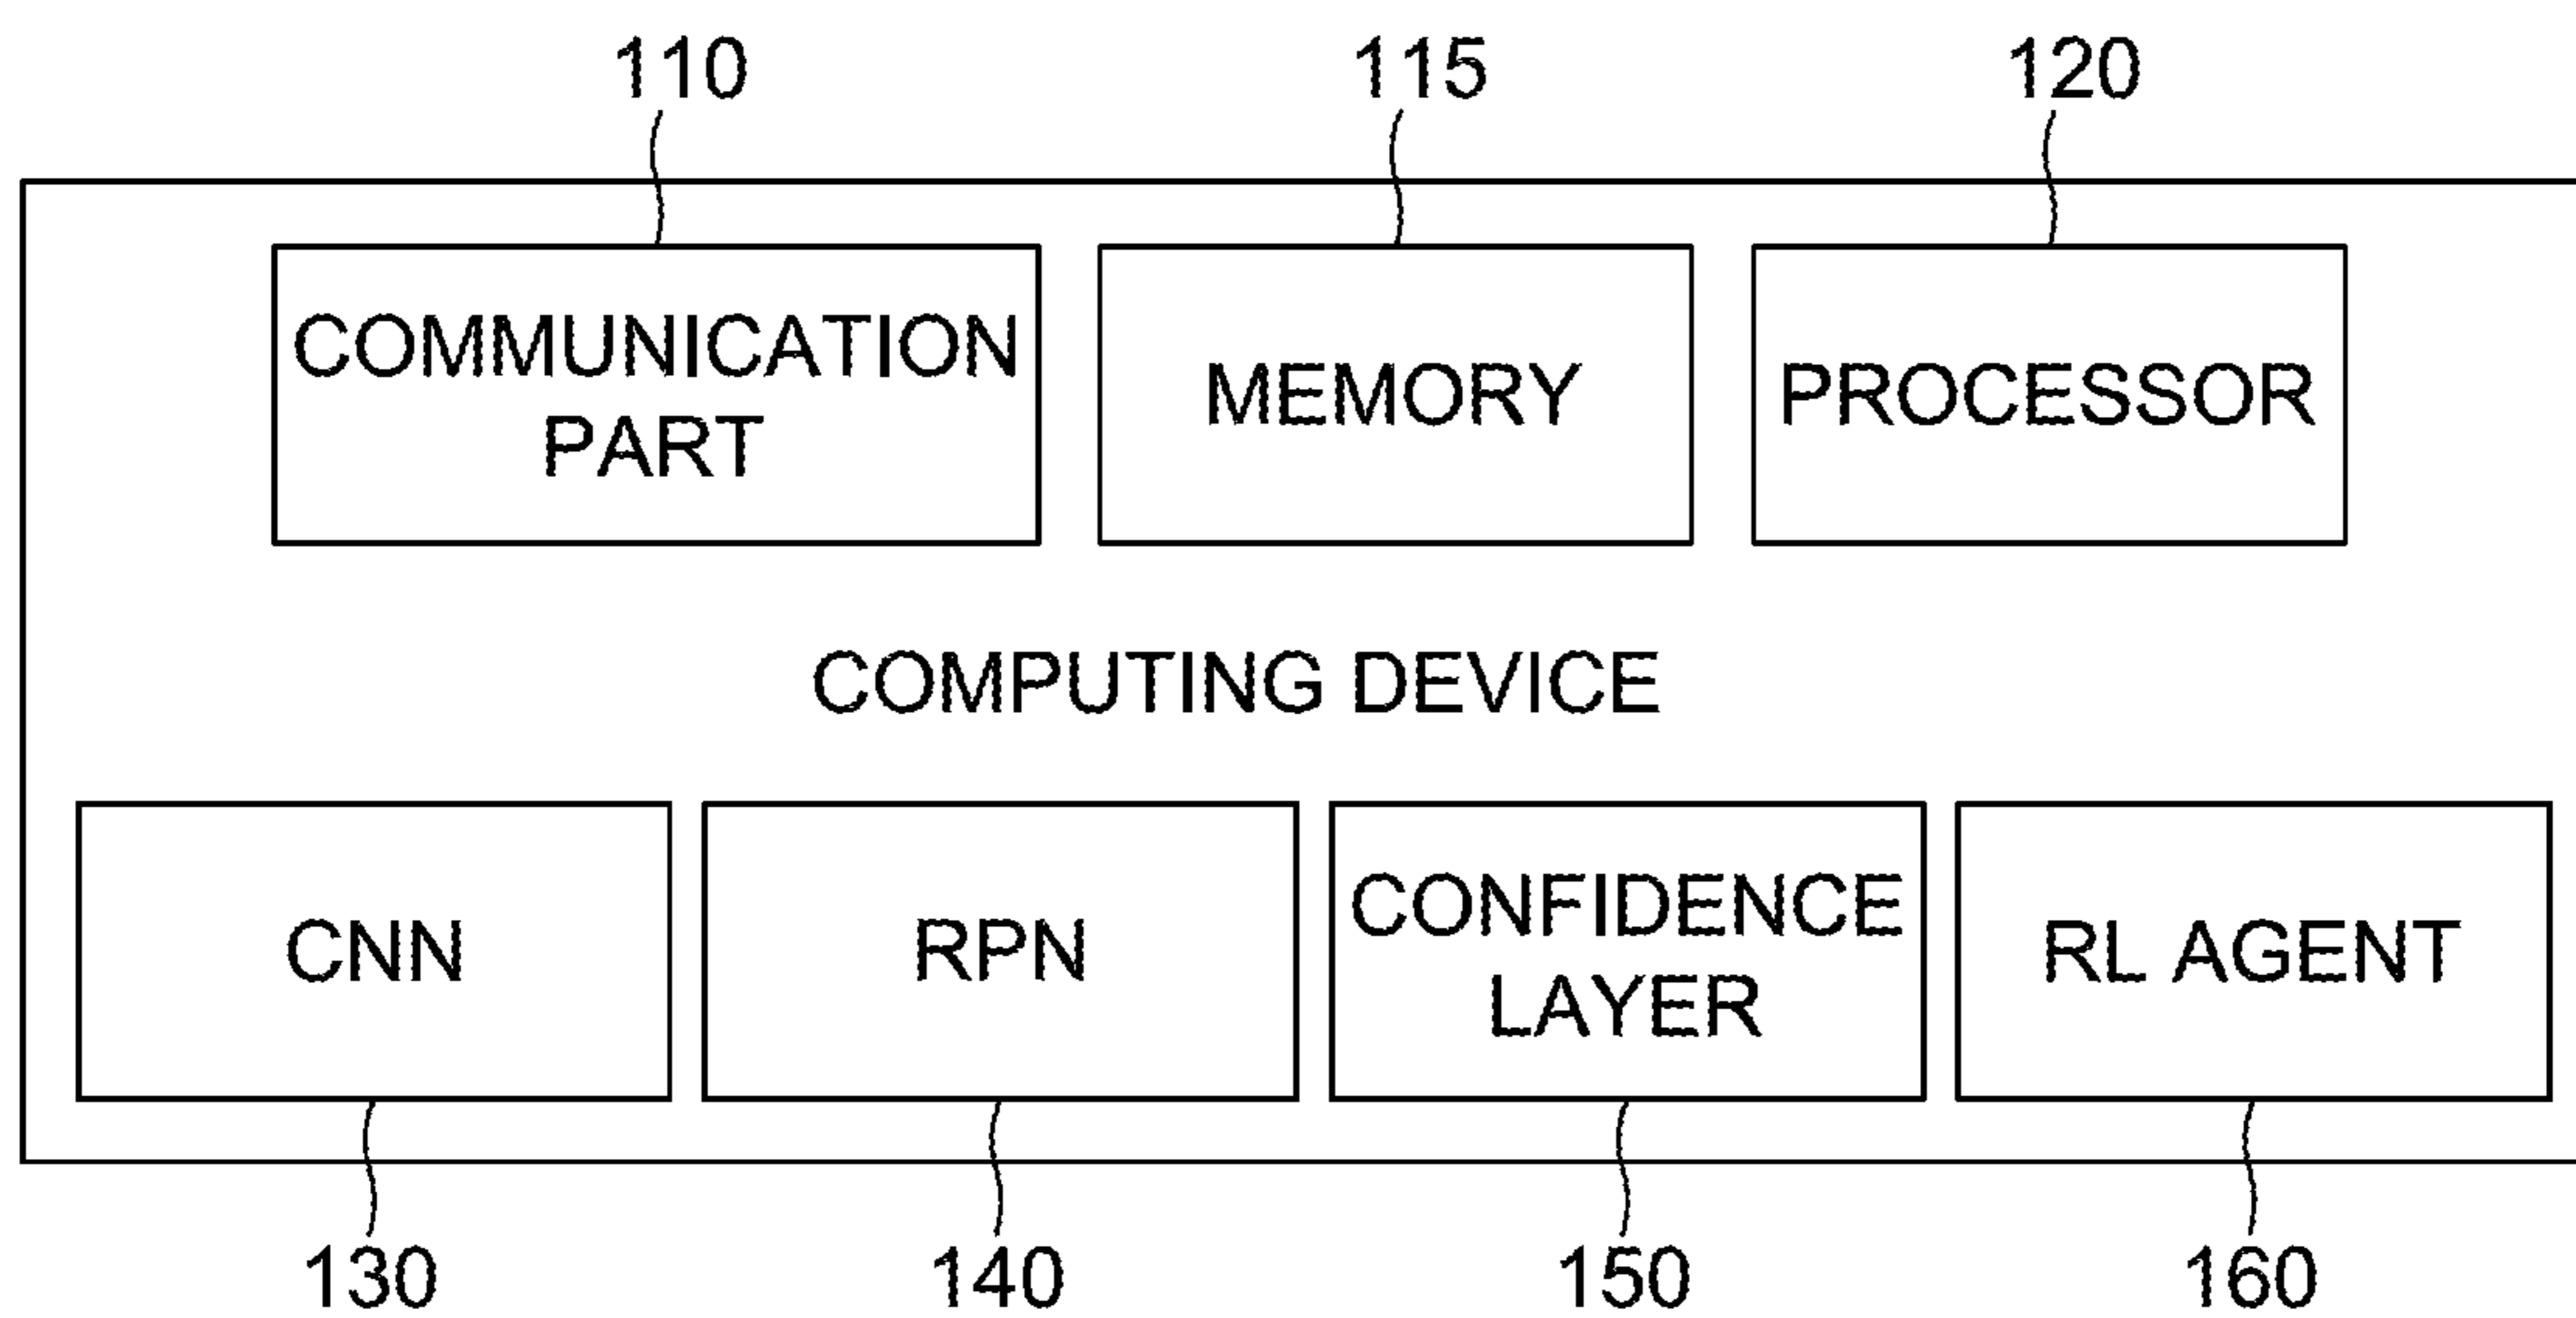 110
115
120
COMMUNICATION
PART
MEMORY
PROCESSOR
COMPUTING DEVICE
CNN
RPN
CONFIDENCE
LAYER
RL AGENT
130
140
150
160